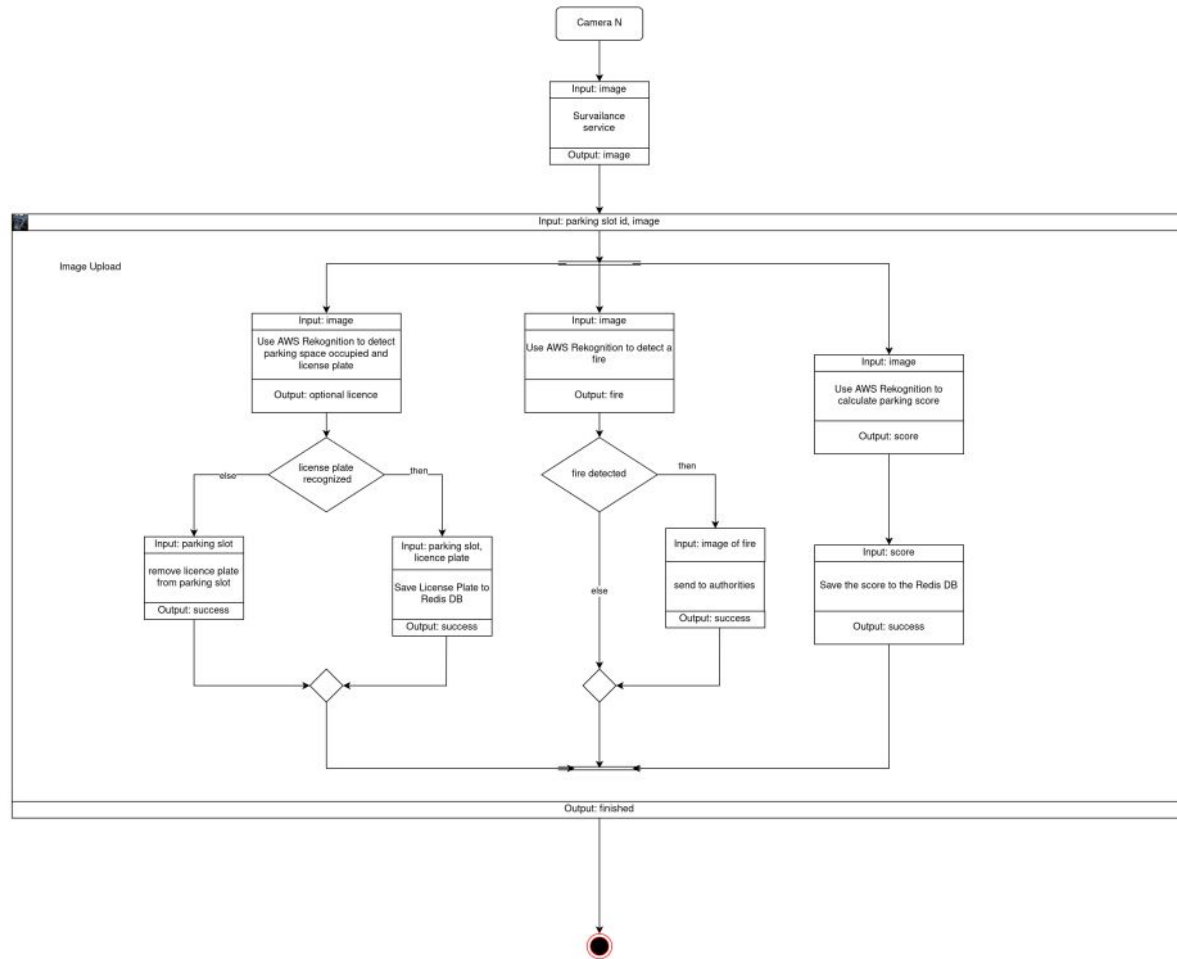 Camera N
Input: image
Survailance
service
Output: image
Input: parking slot id, image
Image Upload
Input: image
Use AWS Rekognition to detect
parking space occupied and
license plate
Output: optional licence
Input: image
Use AWS Rekognition to detect a
fire
Output: fire
Input: image
Use AWS Rekognition to
calculate parking score
Output: score
else
license plate
recognized
then
fire detected
then
else
Input: parking slot
remove licence plate
from parking slot
Output: success
Input: parking slot,
licence plate
Save License Plate to
Redis DB
Output: success
Input: image of fire
send to authorities
Output: success
Input: score
Save the score to the Redis DB
Output: success
Output: finished